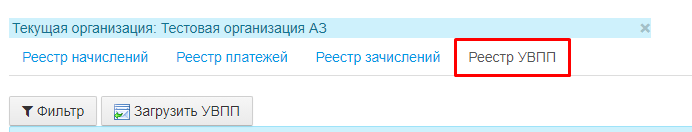 Текущая организация: Тестовая организация АЗ
Реестр начислений Реестр платежей Реестр зачислений Реестр УВПП
Фильтр Загрузить УВПП